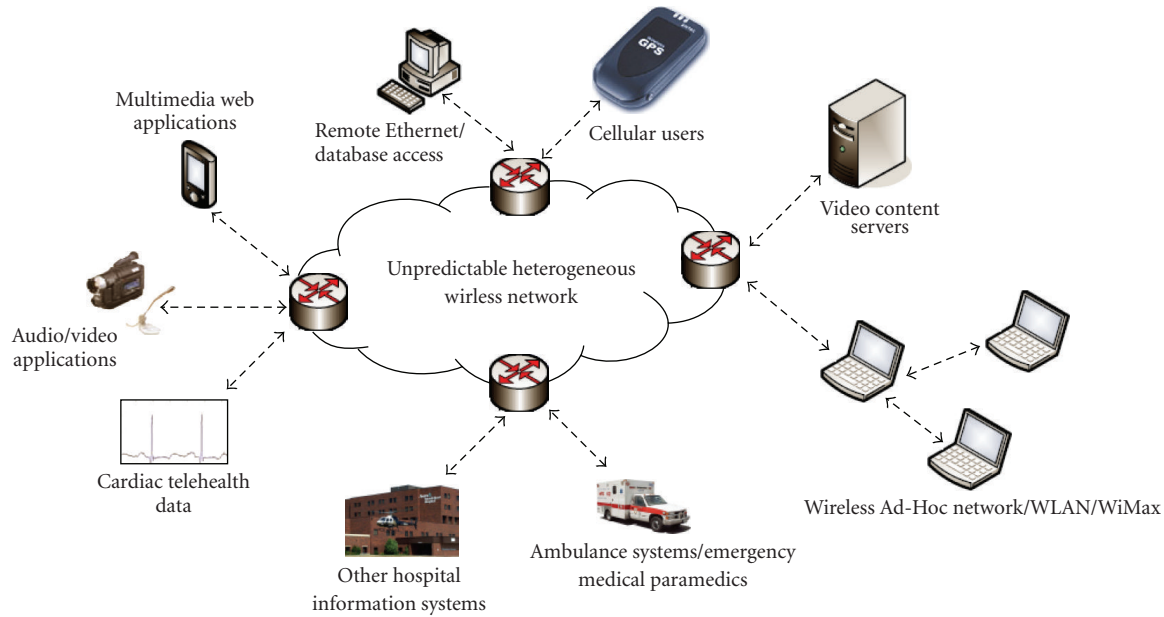 Multimedia web
applications
Remote Ethernet/
database access
GPS
Cellular users
Video content
servers
Unpredictable heterogeneous
wirless network
Audio/video
applications
Cardiac telehealth
data
Wireless Ad-Hoc network/WLAN/WiMax
Other hospital
information systems
Ambulance systems/emergency
medical paramedics